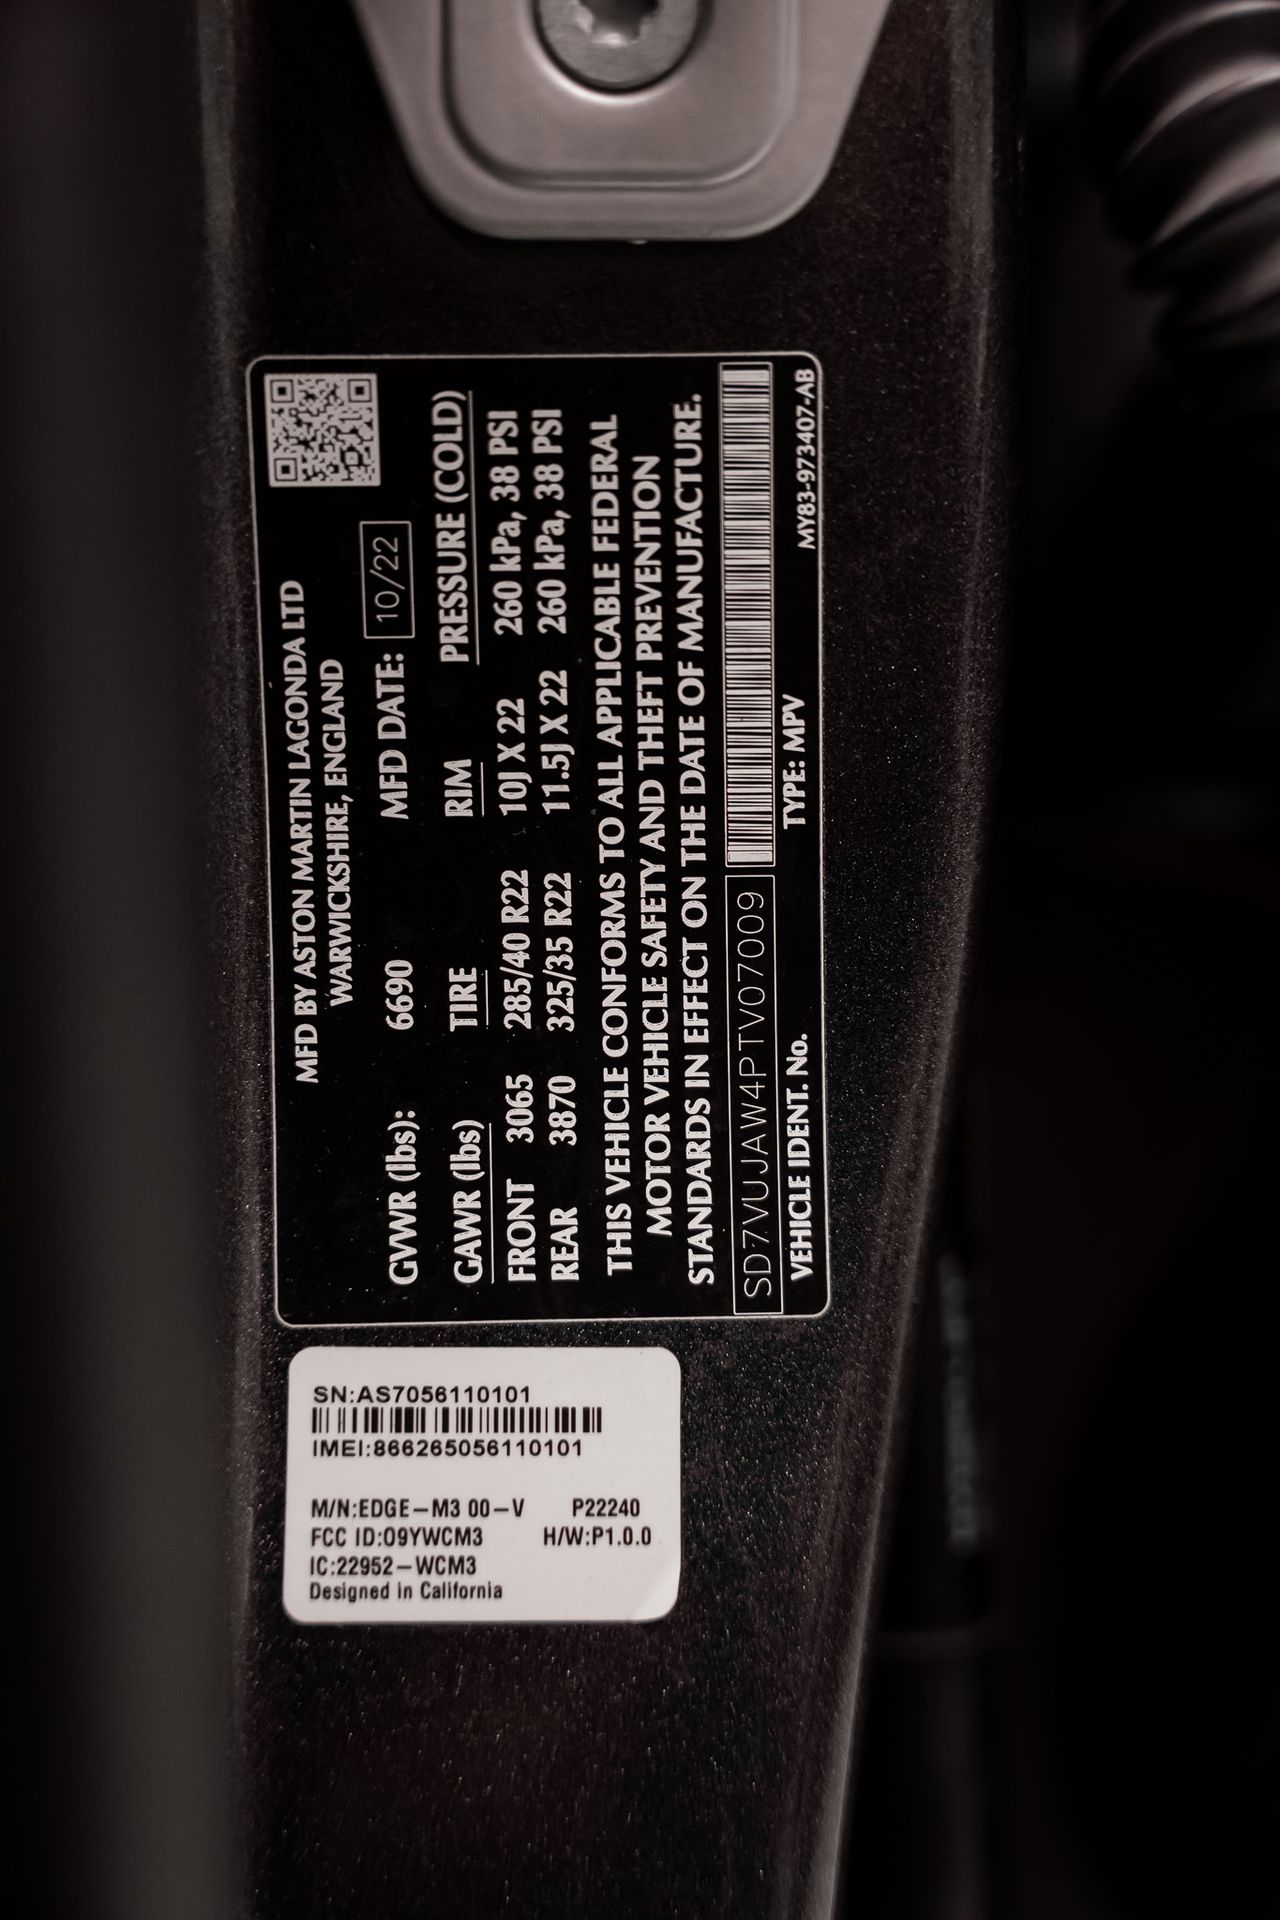 MFD BY ASTON MARTIN LAGONDA LTD
WARWICKSHIRE, ENGLAND
GVWR (lbs): 6690 MFD DATE: 10/22
GAWR (lbs) TIRE RIM PRESSURE (COLD)
FRONT 3065 285/40 R22 10J X 22 260 kPa, 38 PSI
REAR 3870 325/35 R22 11.5J X 22 260 kPa, 38 PSI
THIS VEHICLE CONFORMS TO ALL APPLICABLE FEDERAL
MOTOR VEHICLE SAFETY AND THEFT PREVENTION
STANDARDS IN EFFECT ON THE DATE OF MANUFACTURE.
SD7VUJAW4PTV07009
VEHICLE IDENT. No. TYPE: MPV MY83-973407-AB
SN:AS7056110101
IMEI:866265056110101
M/N:EDGE-M3 00-V P22240
FCC ID:O9YWCM3 H/W:P1.0.0
IC:22952-WCM3
Designed in California